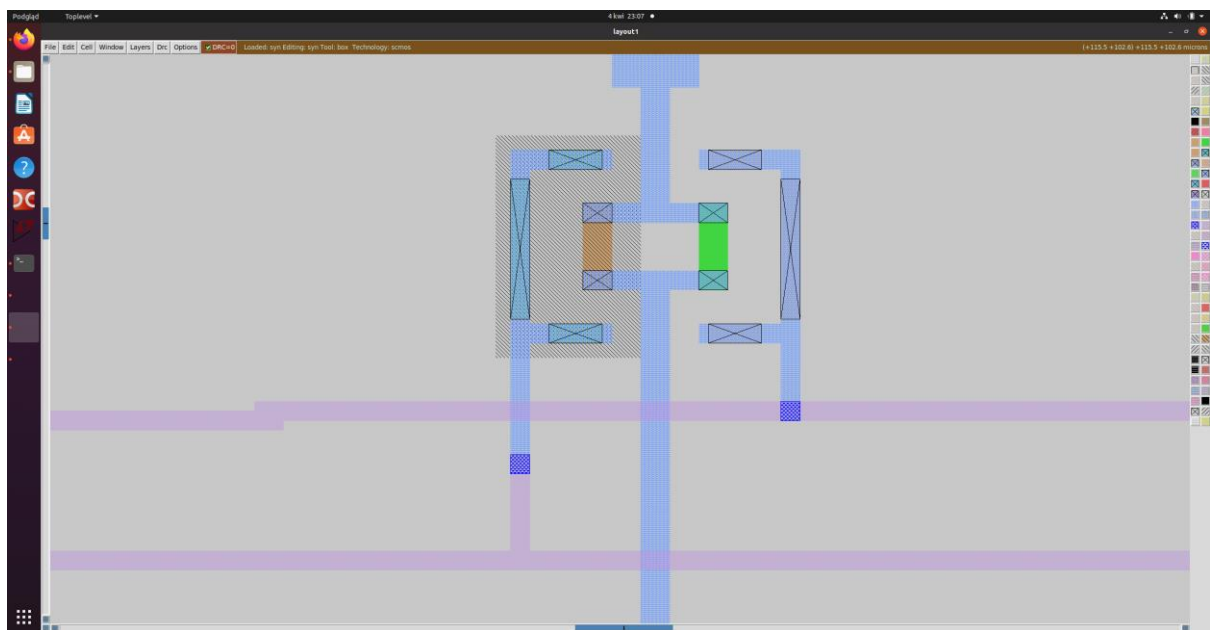 Podgląd Toplevel 4 kwi 23:07
layout1
File Edit Cell Window Layers Drc Options DRC=0 Loaded: syn Editing: syn Tool: box Technology: scmos (+115.5 +102.6) +115.5 +102.6 microns